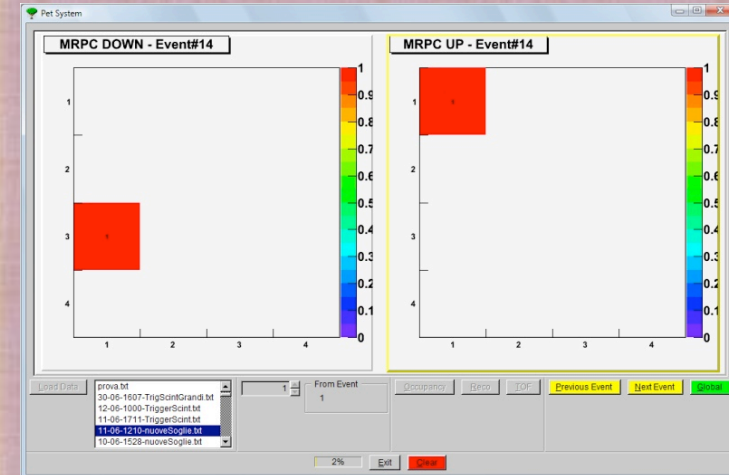 Pet System
MRPC DOWN - Event#14
MRPC UP - Event#14
1
2
3
4
1 2 3 4
1
0.9
0.8
0.7
0.6
0.5
0.4
0.3
0.2
0.1
0
1
2
3
4
1 2 3 4
1
0.9
0.8
0.7
0.6
0.5
0.4
0.3
0.2
0.1
0
Load Data
prova.txt
30-06-1607-TrigScintGrandi.txt
12-06-1000-TriggerScint.txt
11-06-1711-TriggerScint.txt
11-06-1210-nuoveSoglie.txt
10-06-1528-nuoveSoglie.txt
1
From Event
1
Occupancy Reco TOF Previous Event Next Event Global
2% Exit Clear